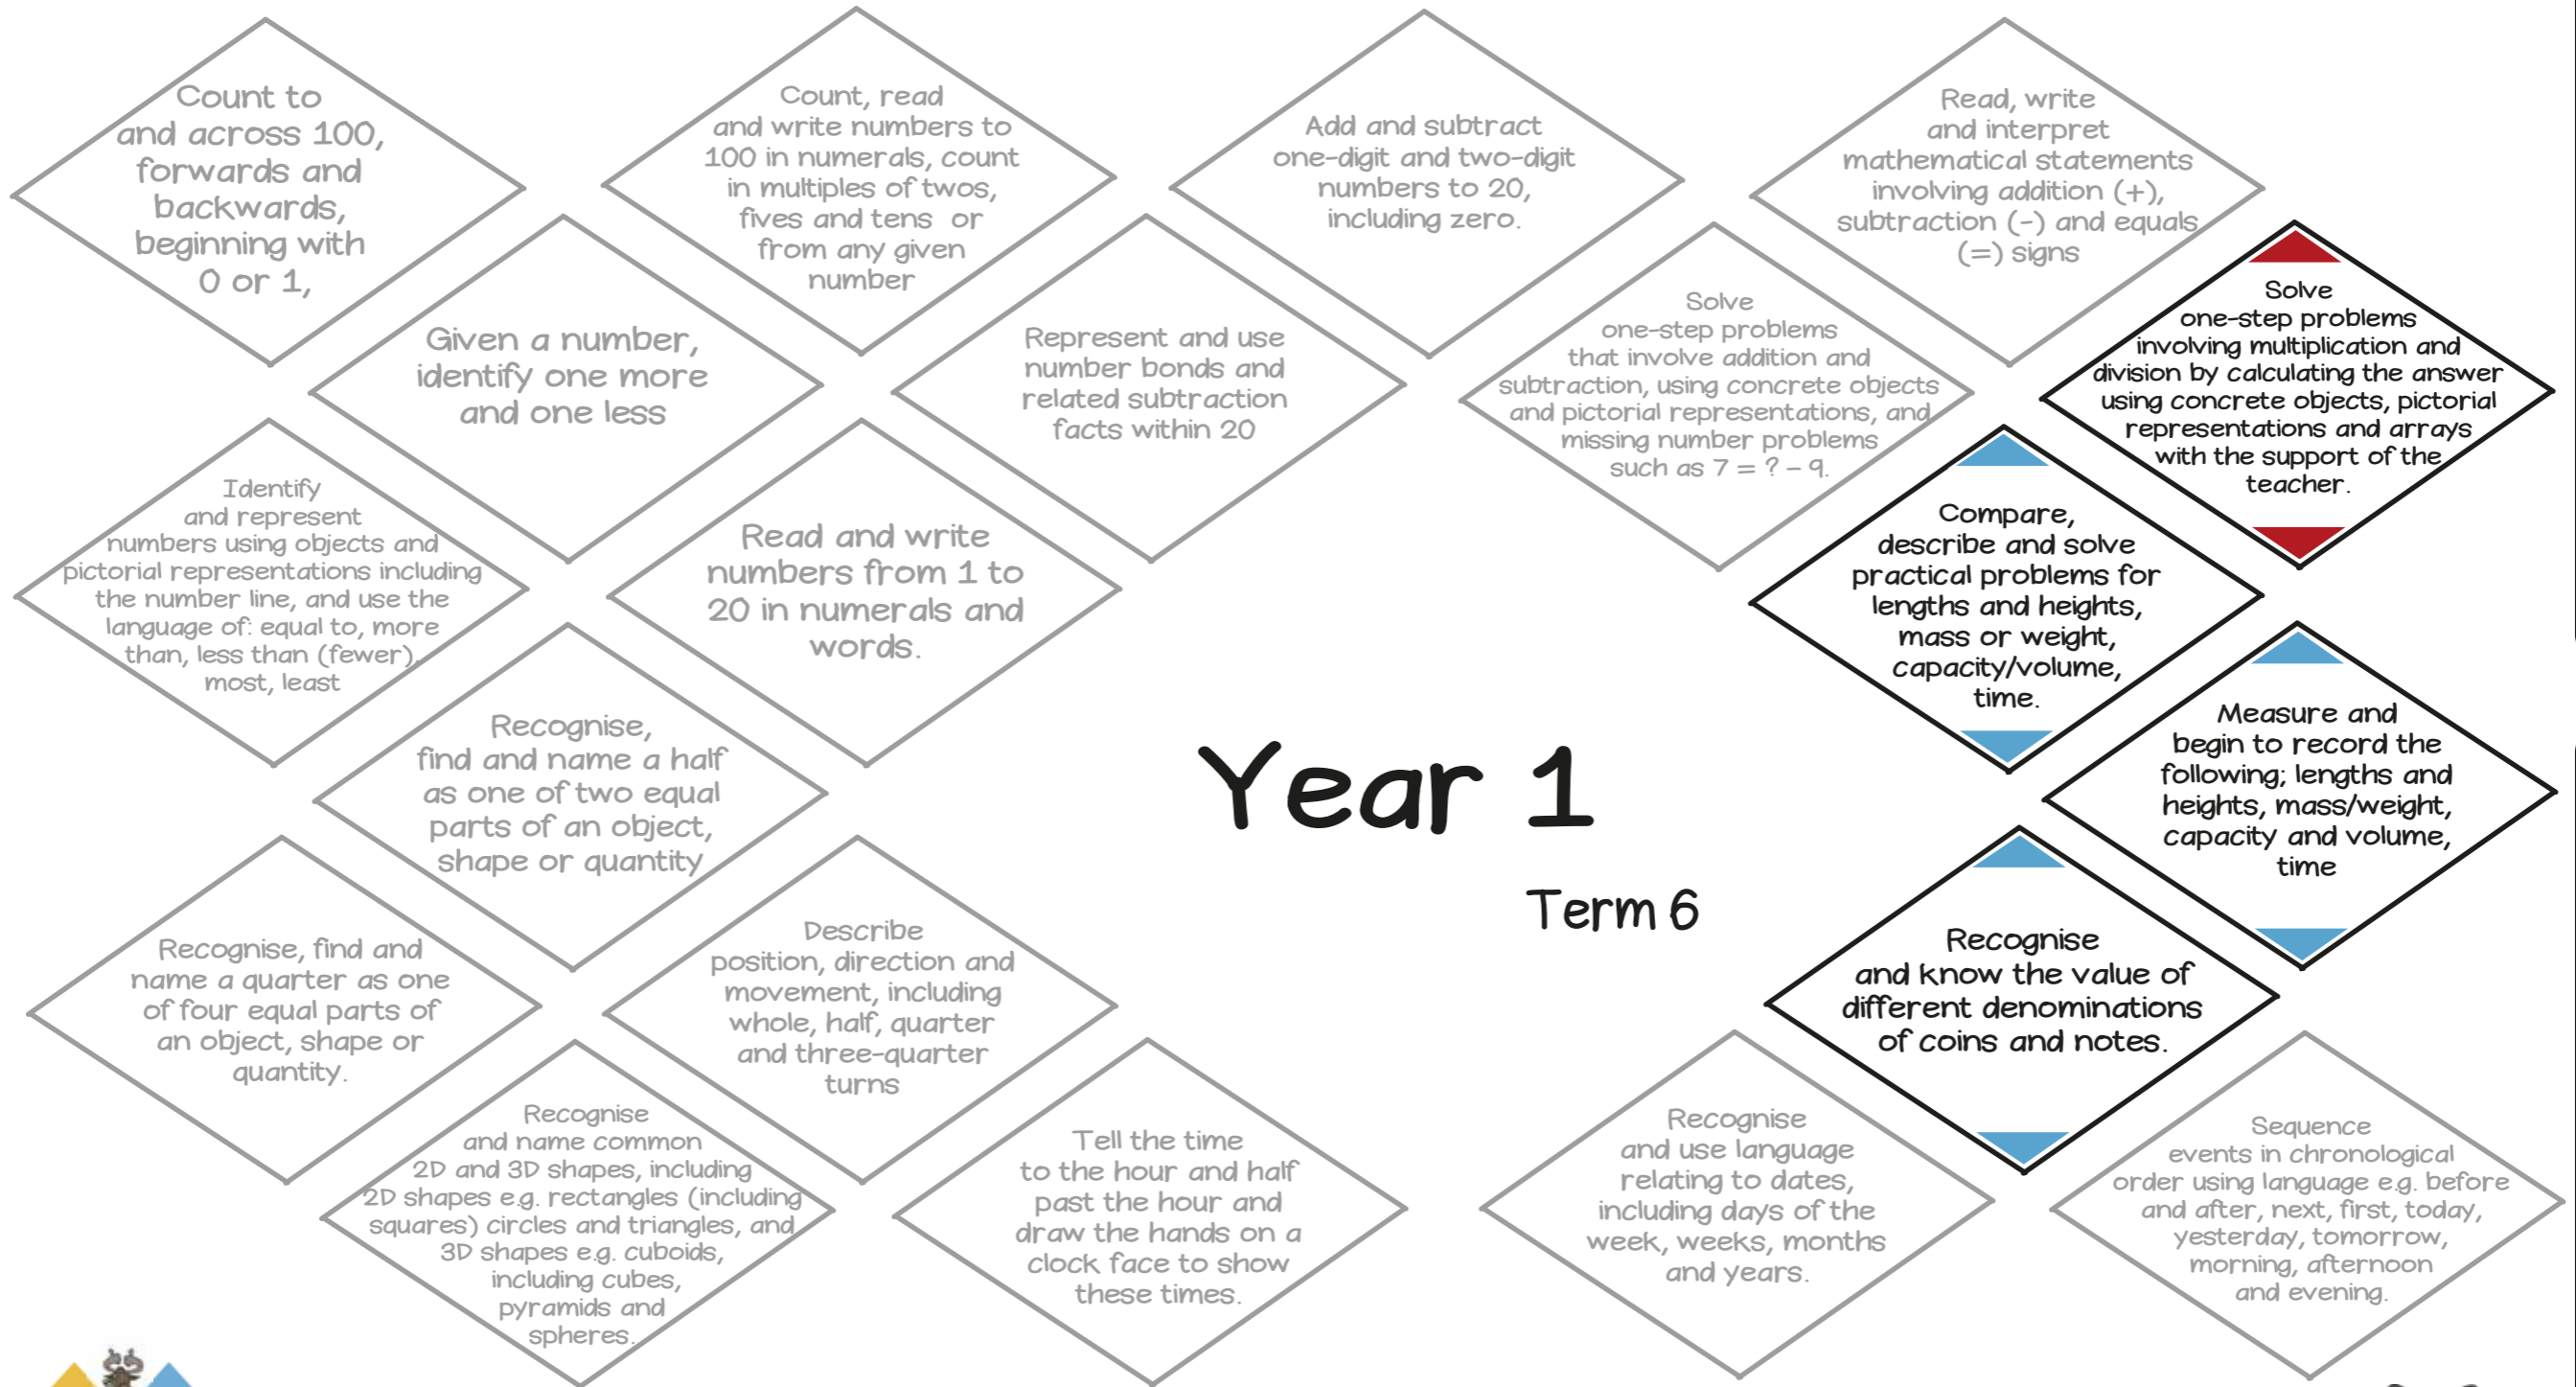 Count to
and across 100,
forwards and
backwards,
beginning with
0 or 1,
Count, read
and write numbers to
100 in numerals, count
in multiples of twos,
fives and tens or
from any given
number
Add and subtract
one-digit and two-digit
numbers to 20,
including zero.
Read, write
and interpret
mathematical statements
involving addition (+),
subtraction (-) and equals
(=) signs
Given a number,
identify one more
and one less
Represent and use
number bonds and
related subtraction
facts within 20
Solve
one-step problems
that involve addition and
subtraction, using concrete objects
and pictorial representations, and
missing number problems
such as 7 = ? – 9.
Solve
one-step problems
involving multiplication and
division by calculating the answer
using concrete objects, pictorial
representations and arrays
with the support of the
teacher.
Identify
and represent
numbers using objects and
pictorial representations including
the number line, and use the
language of: equal to, more
than, less than (fewer),
most, least
Read and write
numbers from 1 to
20 in numerals and
words.
Compare,
describe and solve
practical problems for
lengths and heights,
mass or weight,
capacity/volume,
time.
Recognise,
find and name a half
as one of two equal
parts of an object,
shape or quantity
Year 1
Term 6
Measure and
begin to record the
following; lengths and
heights, mass/weight,
capacity and volume,
time
Recognise, find and
name a quarter as one
of four equal parts of
an object, shape or
quantity.
Describe
position, direction and
movement, including
whole, half, quarter
and three-quarter
turns
Recognise
and know the value of
different denominations
of coins and notes.
Recognise
and name common
2D and 3D shapes, including
2D shapes e.g. rectangles (including
squares) circles and triangles, and
3D shapes e.g. cuboids,
including cubes,
pyramids and
spheres.
Tell the time
to the hour and half
past the hour and
draw the hands on a
clock face to show
these times.
Recognise
and use language
relating to dates,
including days of the
week, weeks, months
and years.
Sequence
events in chronological
order using language e.g. before
and after, next, first, today,
yesterday, tomorrow,
morning, afternoon
and evening.